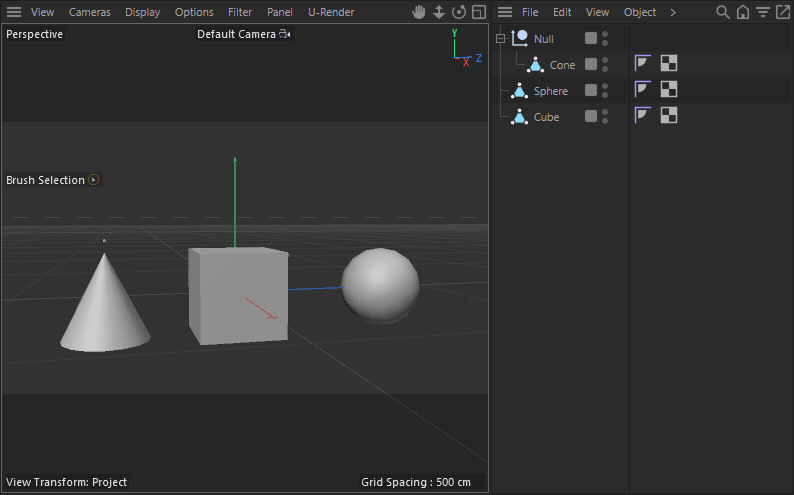 View Cameras Display Options Filter Panel U-Render
File Edit View Object
Perspective
Default Camera
Y
Z
X
Null
Cone
Sphere
Cube
Brush Selection
View Transform: Project
Grid Spacing : 500 cm